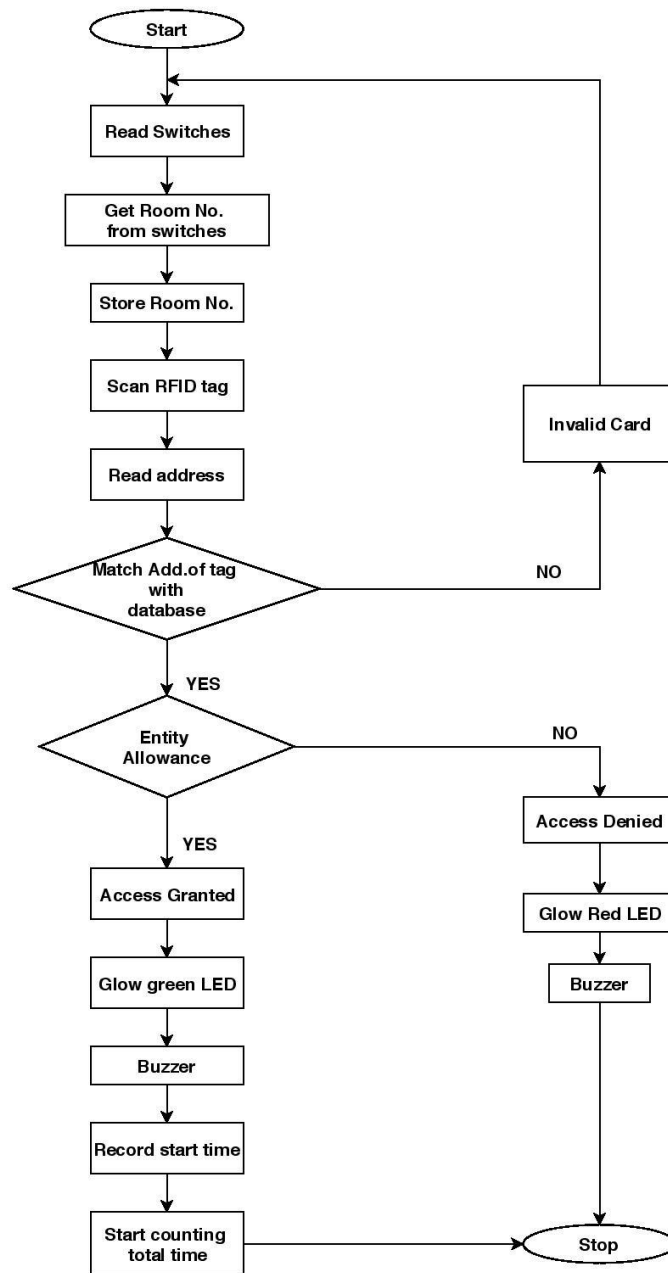 Start
Read Switches
Get Room No.
from switches
Store Room No.
Scan RFID tag
Invalid Card
Read address
Match Add.of tag
with
database
NO
YES
Entity
Allowance
NO
Access Denied
YES
Access Granted
Glow Red LED
Glow green LED
Buzzer
Buzzer
Record start time
Start counting
total time
Stop